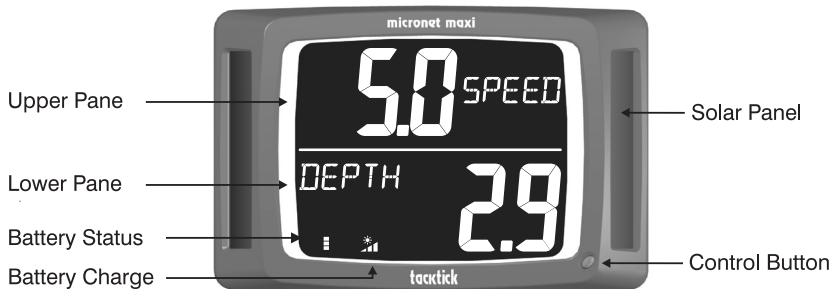 micronet maxi
Upper Pane
5.0 SPEED
Solar Panel
Lower Pane
DEPTH 2.9
Battery Status
Battery Charge
tacktick
Control Button